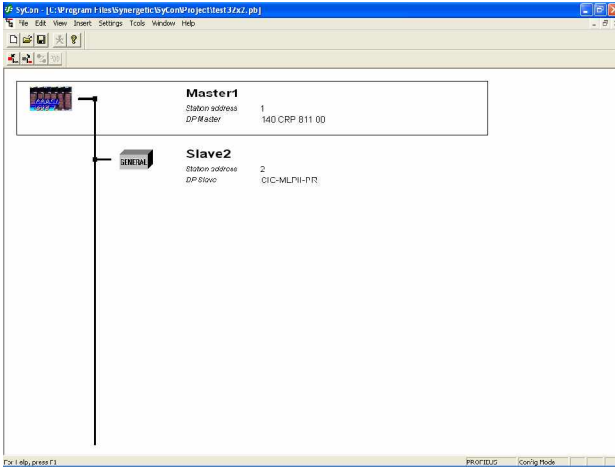 SyCon - [C:\Program Files\Synergetic\SyCon\Project\test32x2.pb]
File Edit View Insert Settings Tools Window Help
Master1
Station address 1
DP Master 140 CRP 811 00
GENERAL
Slave2
Station address 2
DP Slave CIC-MLPII-PR
For Help, press F1 PROFIBUS Config Mode